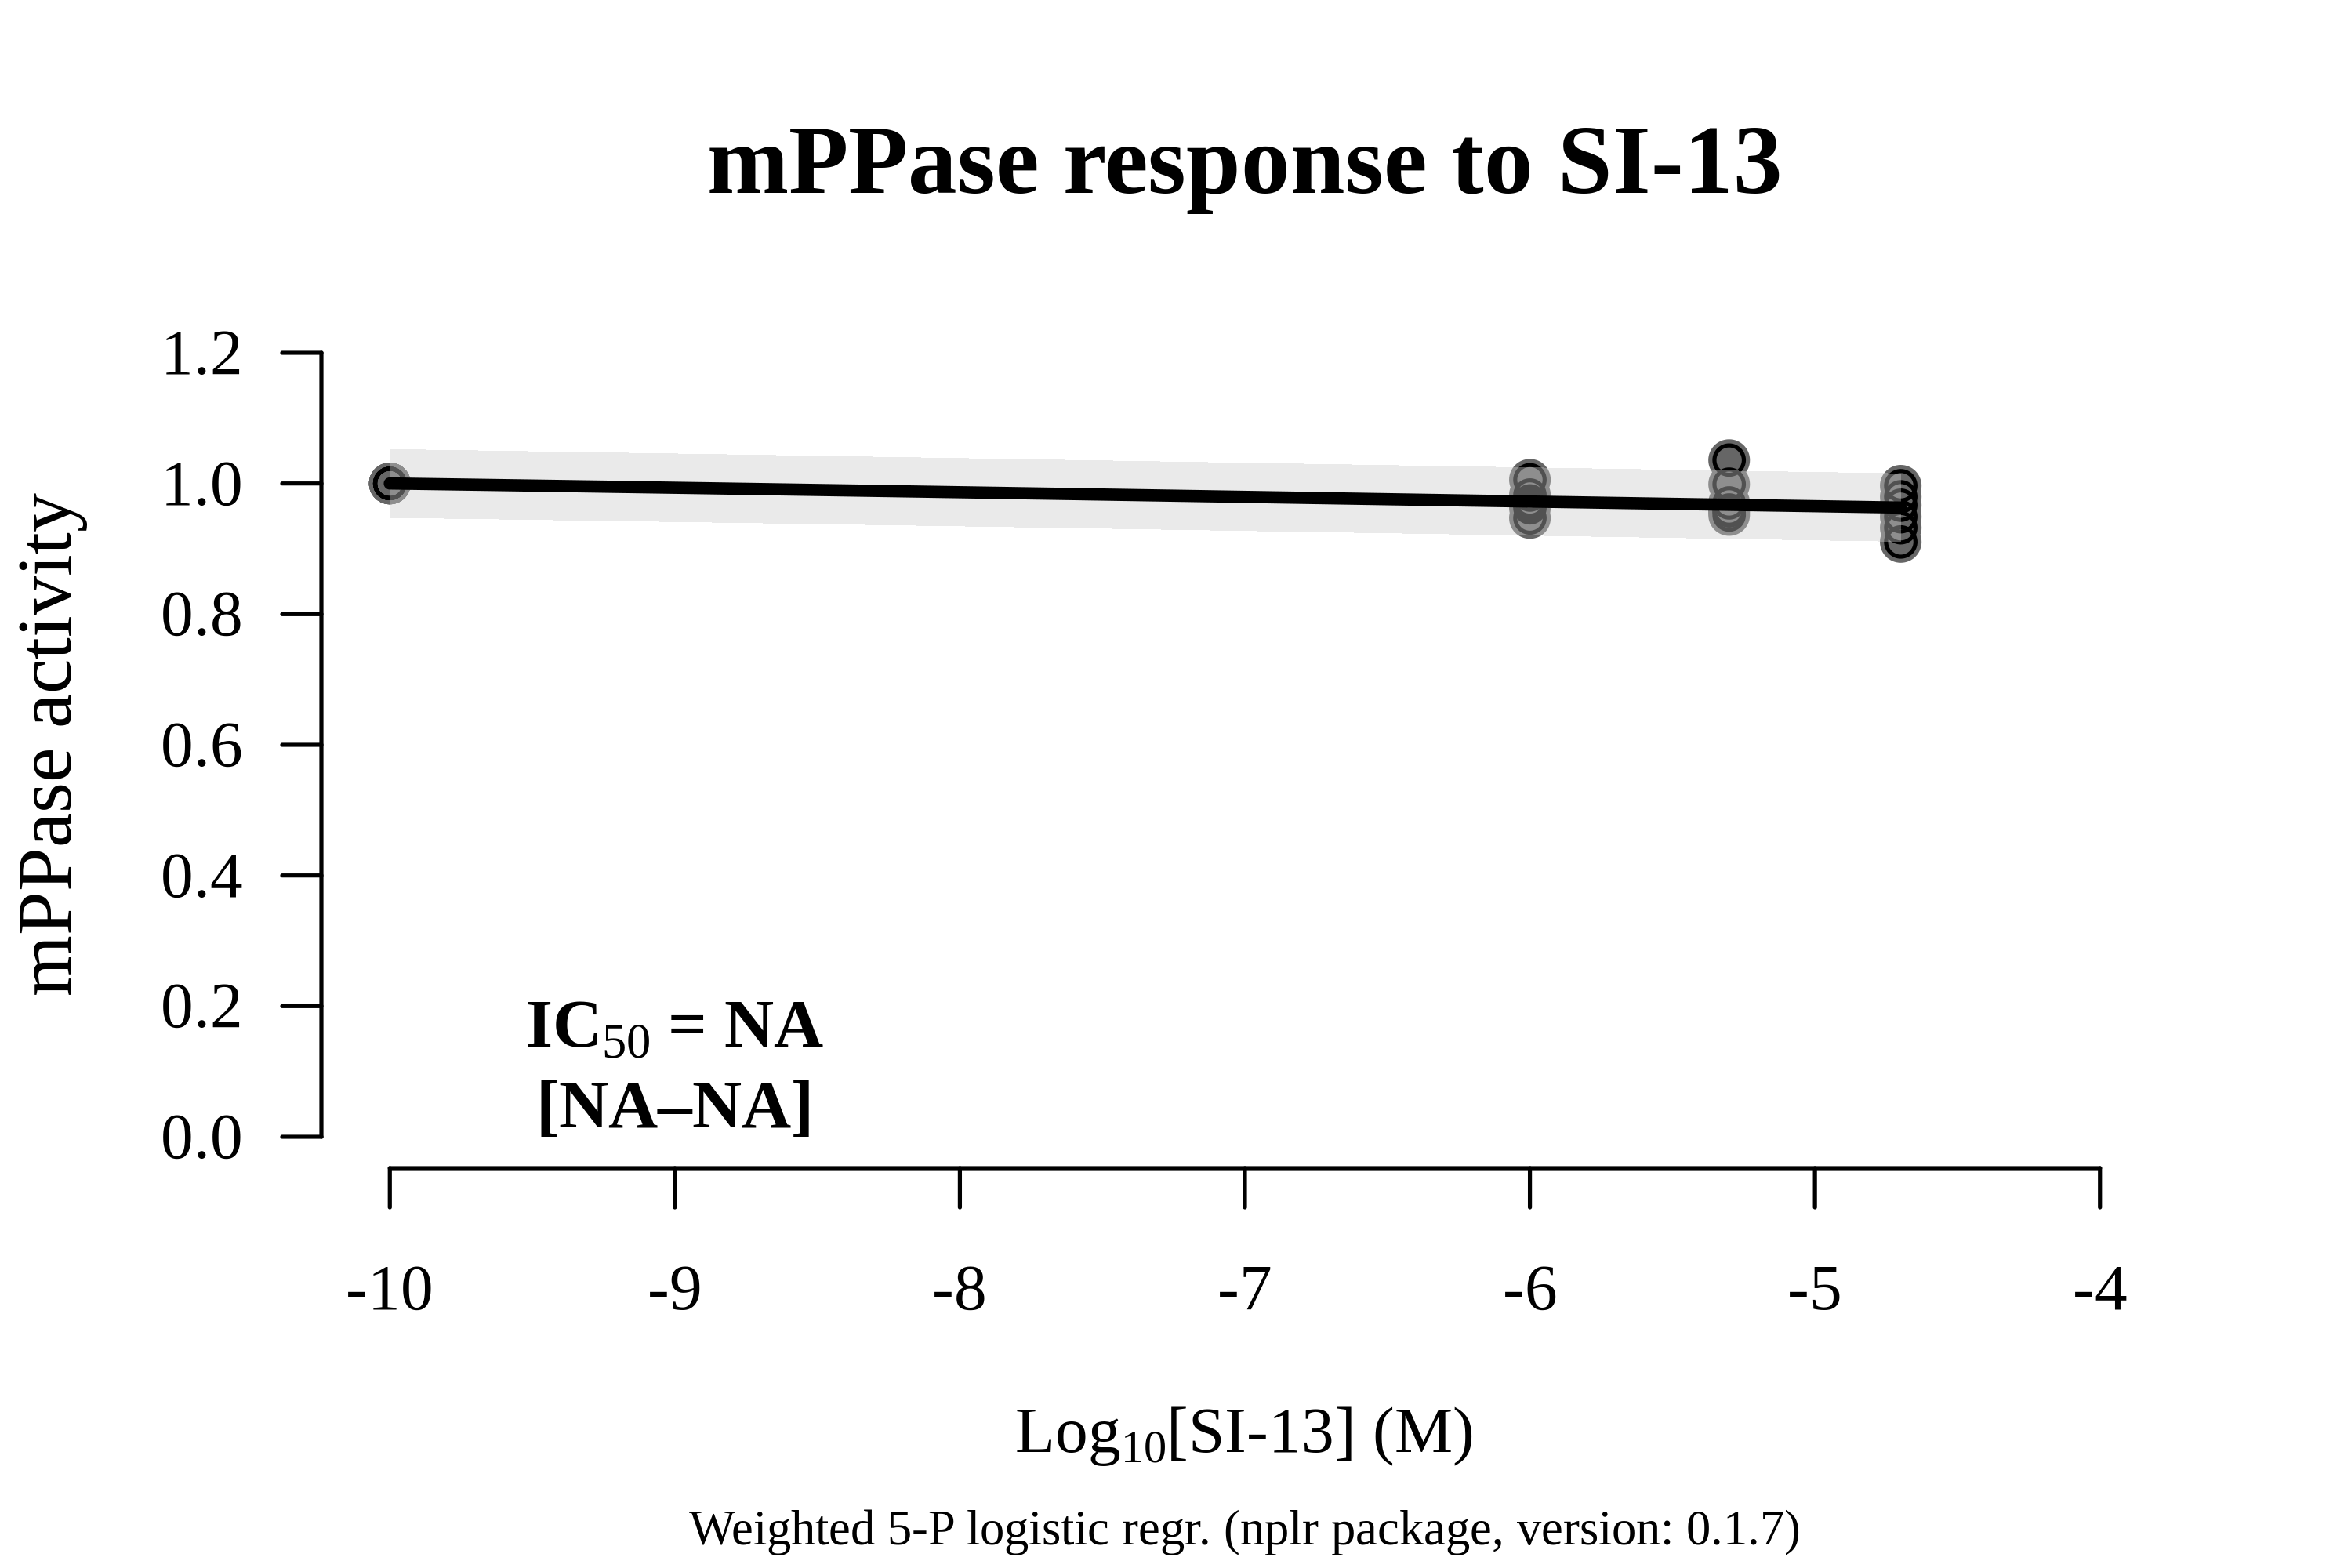 mPPase response to SI-13
mPPase activity
1.2
1.0
0.8
0.6
0.4
0.2
0.0
IC50 = NA
[NA–NA]
-10 -9 -8 -7 -6 -5 -4
Log10[SI-13] (M)
Weighted 5-P logistic regr. (nplr package, version: 0.1.7)